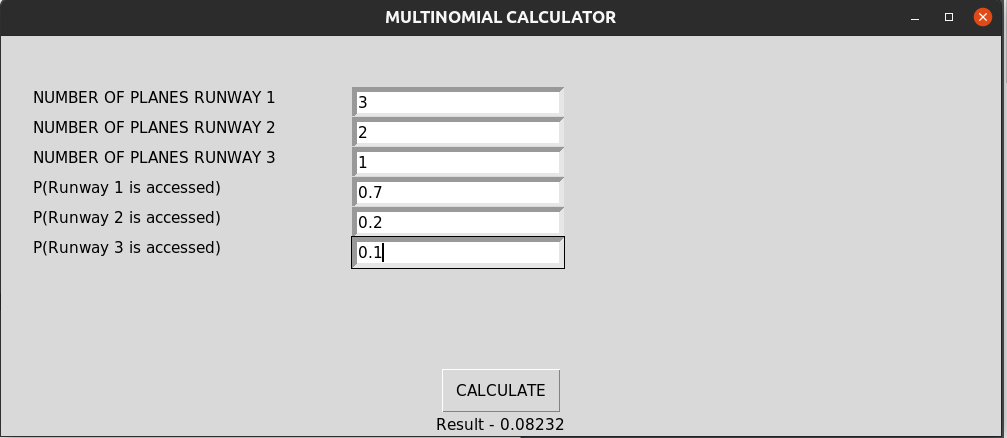 MULTINOMIAL CALCULATOR
NUMBER OF PLANES RUNWAY 1 3
NUMBER OF PLANES RUNWAY 2 2
NUMBER OF PLANES RUNWAY 3 1
P(Runway 1 is accessed) 0.7
P(Runway 2 is accessed) 0.2
P(Runway 3 is accessed) 0.1
CALCULATE
Result - 0.08232